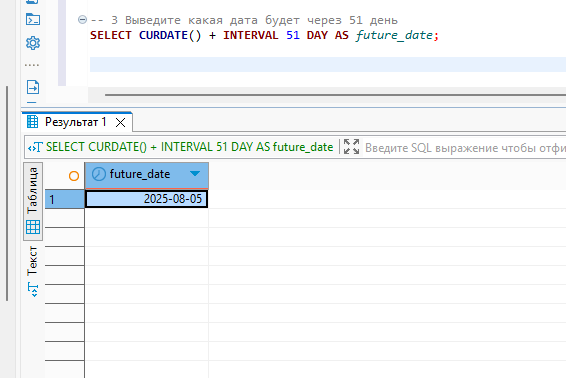 -- 3 Выведите какая дата будет через 51 день
SELECT CURDATE() + INTERVAL 51 DAY AS future_date;
Результат 1
SELECT CURDATE() + INTERVAL 51 DAY AS future_date
Введите SQL выражение чтобы отфи
Таблица
future_date
1
2025-08-05
Текст